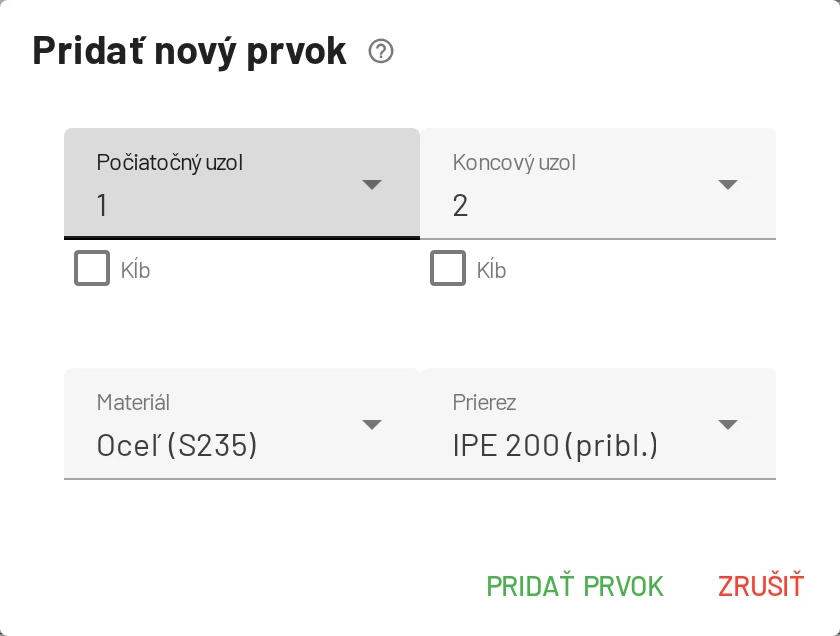 Pridať nový prvok
Počiatočný uzol
Koncový uzol
1
2
Kĺb
Kĺb
Materiál
Prierez
Oceľ (S235)
IPE 200 (pribl.)
PRIDAŤ PRVOK
ZRUŠIŤ